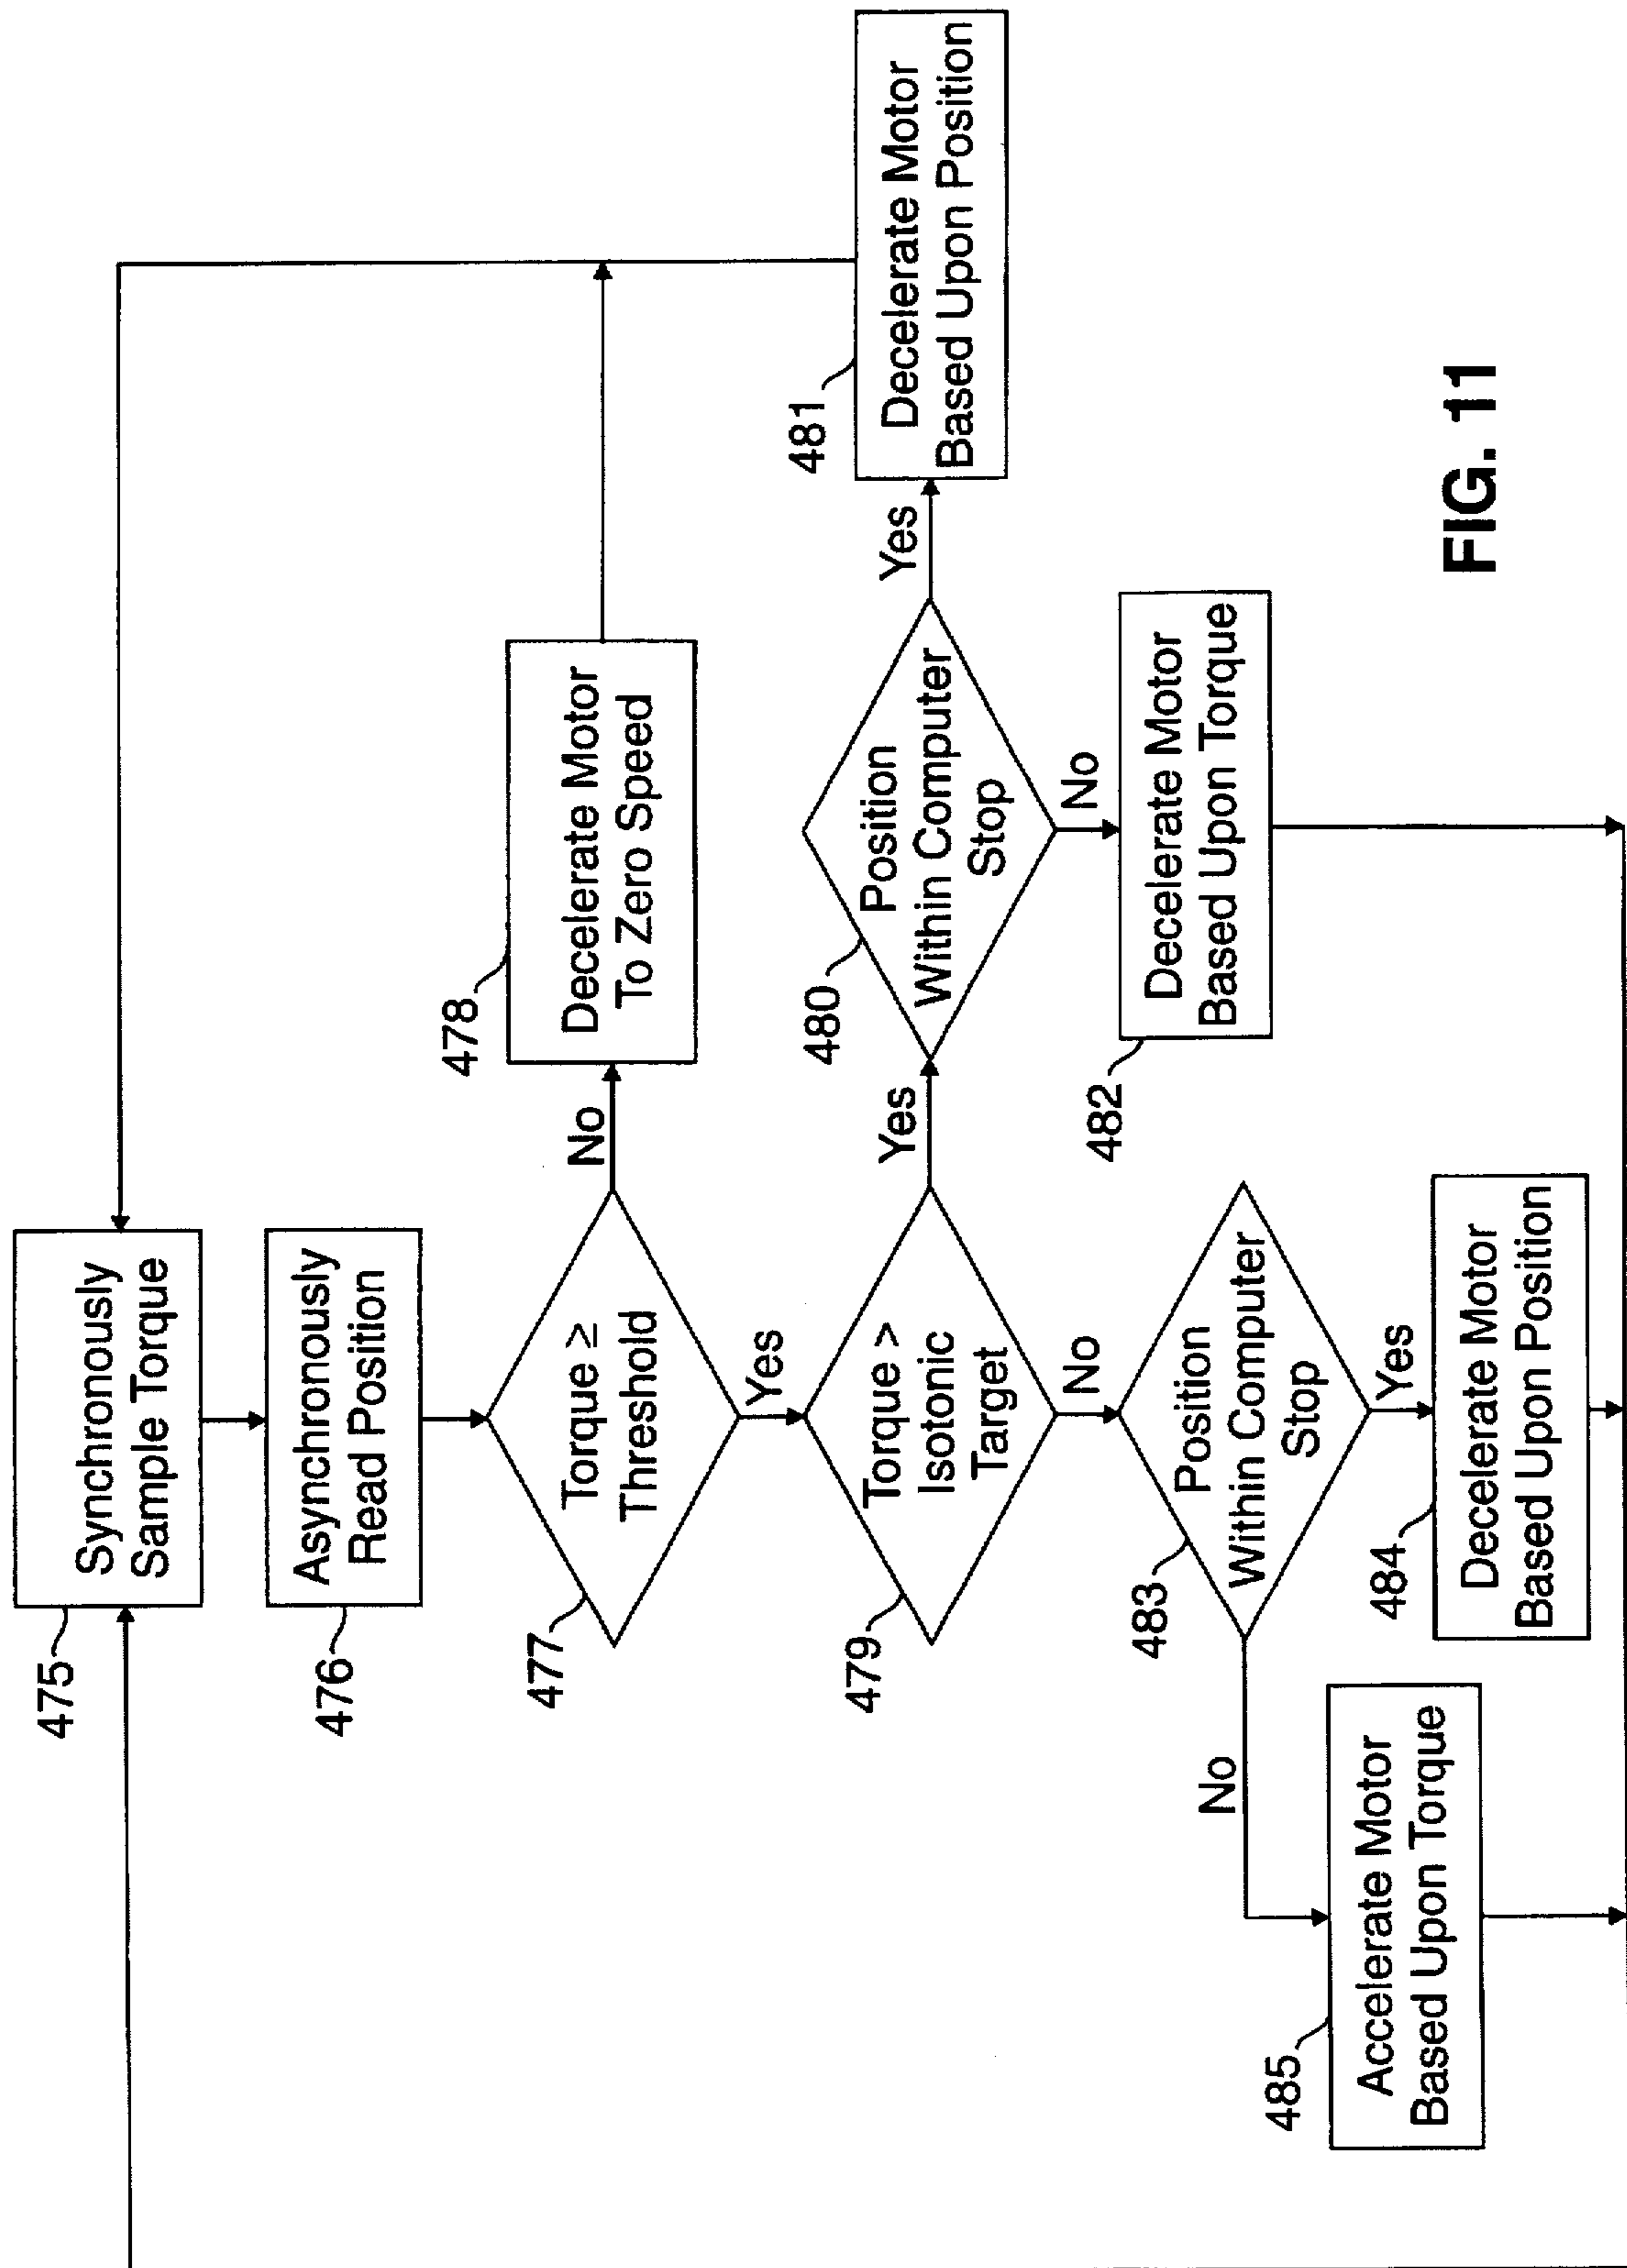 475
Synchronously
Sample Torque
476
Asynchronously
Read Position
477
Torque ≥
Threshold
No
478
Decelerate Motor
To Zero Speed
Yes
479
Torque >
Isotonic
Target
Yes
480
Position
Within Computer
Stop
Yes
481
Decelerate Motor
Based Upon Position
No
482
Decelerate Motor
Based Upon Torque
No
483
Position
Within Computer
Stop
Yes
484
Decelerate Motor
Based Upon Position
No
485
Accelerate Motor
Based Upon Torque
FIG. 11